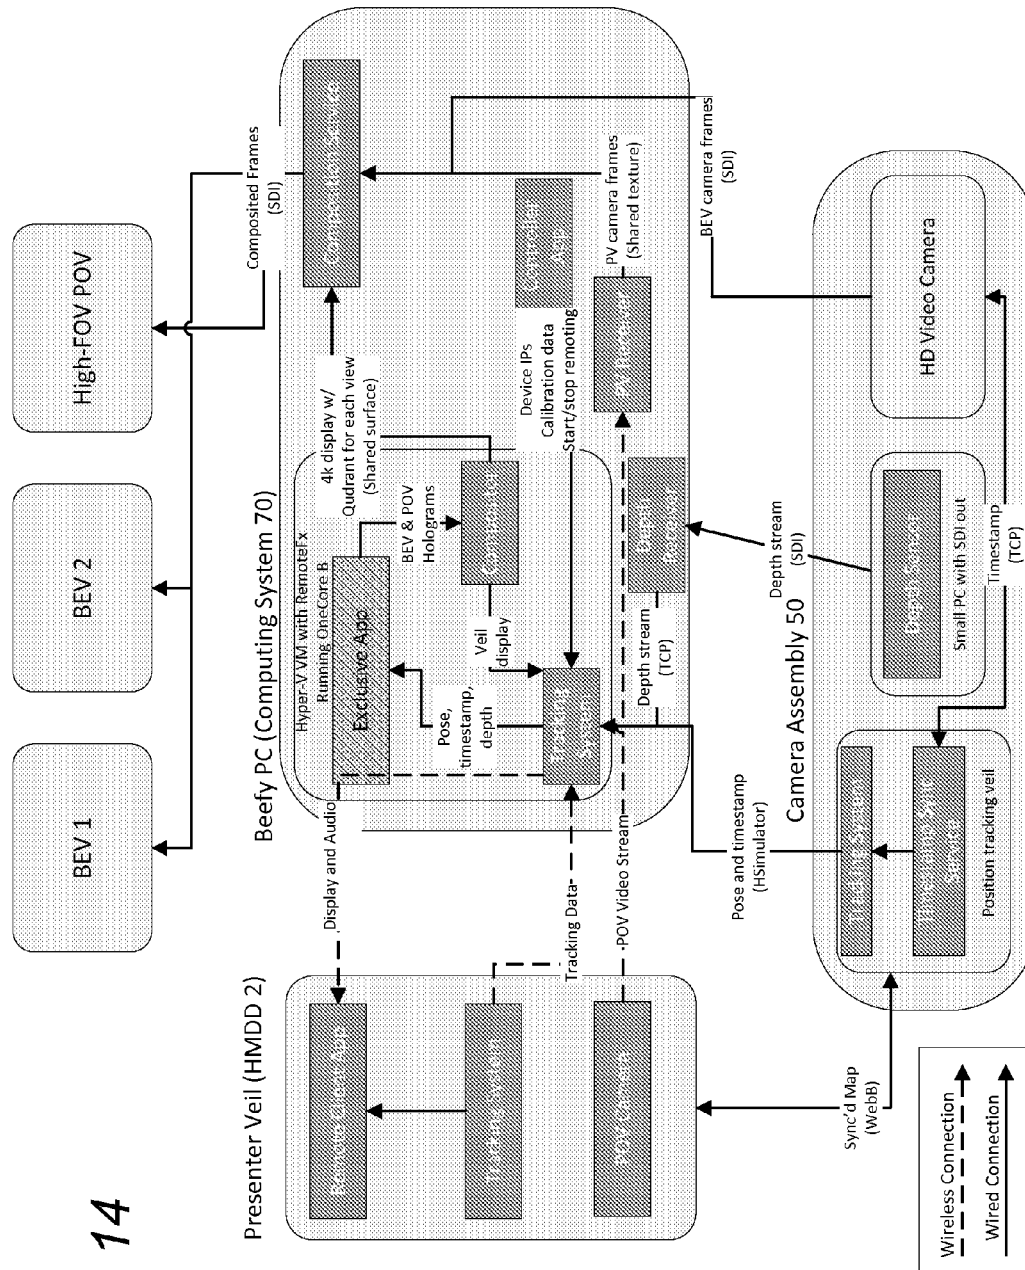 14
BEV 1
BEV 2
High-FOV POV
Composited Frames
(SDI)
Beefy PC (Computing System 70)
Hyper-V VM with RemoteFx
Running OneCore B
Exclusive App
Compositor
Tracking
System
Composition Service
Controller
App
PV Receiver
Depth
Receiver
4k display w/
Qudrant for each view
(Shared surface)
BEV & POV
Holograms
Veil
display
Pose,
timestamp,
depth
Device IPs
Calibration data
Start/stop remoting
PV camera frames
(Shared texture)
BEV camera frames
(SDI)
Depth stream
(TCP)
Depth stream
(SDI)
Display and Audio
Tracking Data
POV Video Stream
Pose and timestamp
(HSimulator)
Presenter Veil (HMDD 2)
Remote Client App
Tracking System
POV Camera
Sync'd Map
(WebB)
Camera Assembly 50
Tracking System
Timestamp Sync
Service
Position tracking veil
Depth Sensor
Small PC with SDI out
HD Video Camera
Timestamp
(TCP)
Wireless Connection
Wired Connection